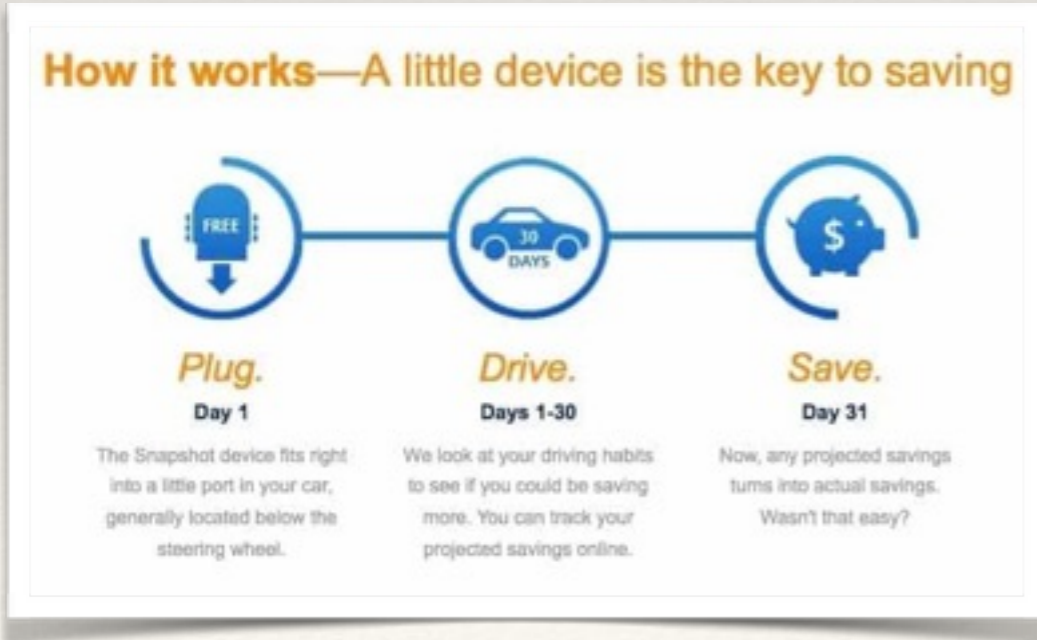 How it works—A little device is the key to saving
FREE
30
DAYS
$
Plug.
Day 1
The Snapshot device fits right
into a little port in your car,
generally located below the
steering wheel.
Drive.
Days 1-30
We look at your driving habits
to see if you could be saving
more. You can track your
projected savings online.
Save.
Day 31
Now, any projected savings
turns into actual savings.
Wasn't that easy?